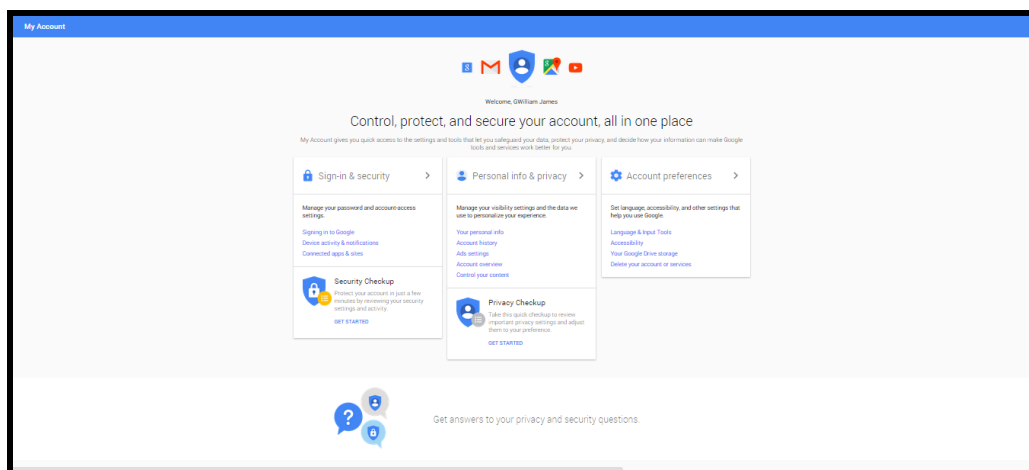 My Account
Welcome, GWilliam James
Control, protect, and secure your account, all in one place
My Account gives you quick access to the settings and tools that let you safeguard your data, protect your privacy, and decide how your information can make Google
tools and services work better for you.
Sign-in & security
Manage your password and account-access
settings.
Signing in to Google
Device activity & notifications
Connected apps & sites
Security Checkup
Protect your account in just a few
minutes by reviewing your security
settings and activity.
GET STARTED
Personal info & privacy
Manage your visibility settings and the data we
use to personalize your experience.
Your personal info
Account history
Ads settings
Account overview
Control your content
Privacy Checkup
Take this quick checkup to review
important privacy settings and adjust
them to your preference.
GET STARTED
Account preferences
Set language, accessibility, and other settings that
help you use Google.
Language & Input Tools
Accessibility
Your Google Drive storage
Delete your account or services
Get answers to your privacy and security questions.